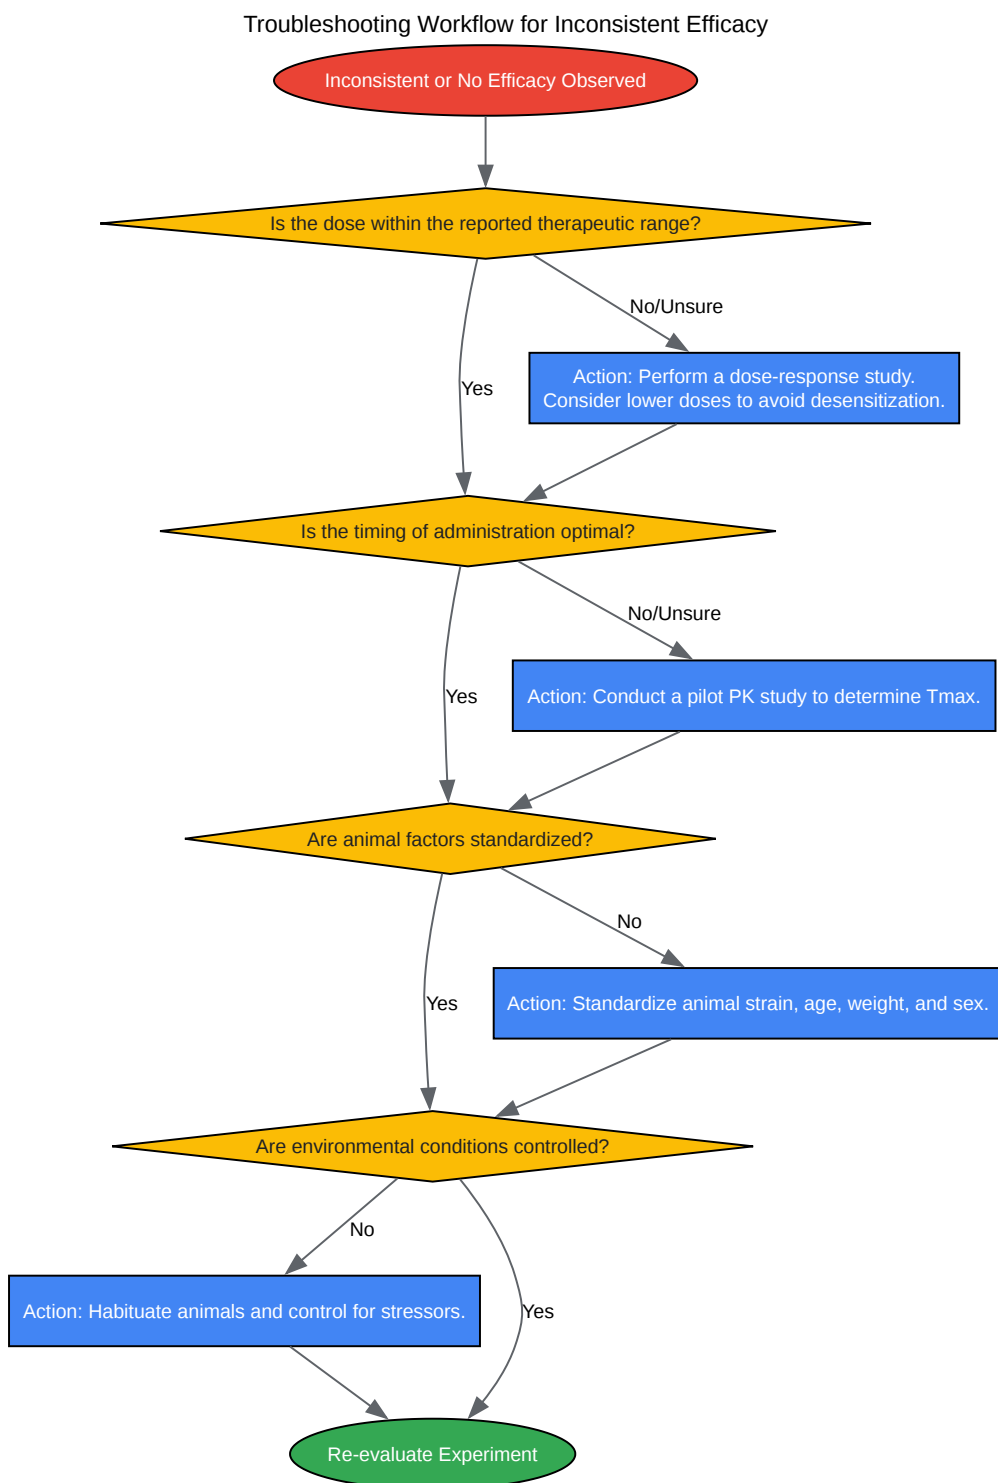 Troubleshooting Workflow for Inconsistent Efficacy
Inconsistent or No Efficacy Observed
Is the dose within the reported therapeutic range?
No/Unsure
Action: Perform a dose-response study.
Consider lower doses to avoid desensitization.
Yes
Is the timing of administration optimal?
No/Unsure
Action: Conduct a pilot PK study to determine Tmax.
Yes
Are animal factors standardized?
No
Action: Standardize animal strain, age, weight, and sex.
Yes
Are environmental conditions controlled?
No
Action: Habituate animals and control for stressors.
Yes
Re-evaluate Experiment